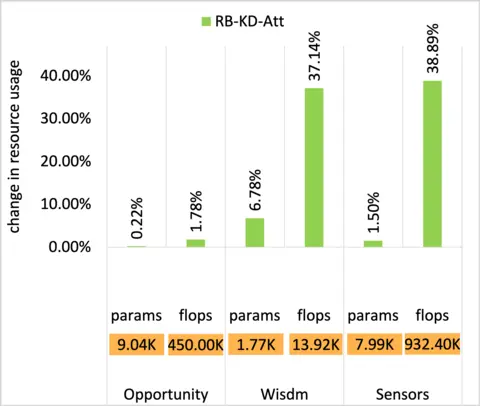 RB-KD-Att
change in resource usage
40.00%
30.00%
20.00%
10.00%
0.00%
0.22%
1.78%
6.78%
37.14%
1.50%
38.89%
params flops params flops params flops
9.04K 450.00K 1.77K 13.92K 7.99K 932.40K
Opportunity Wisdm Sensors